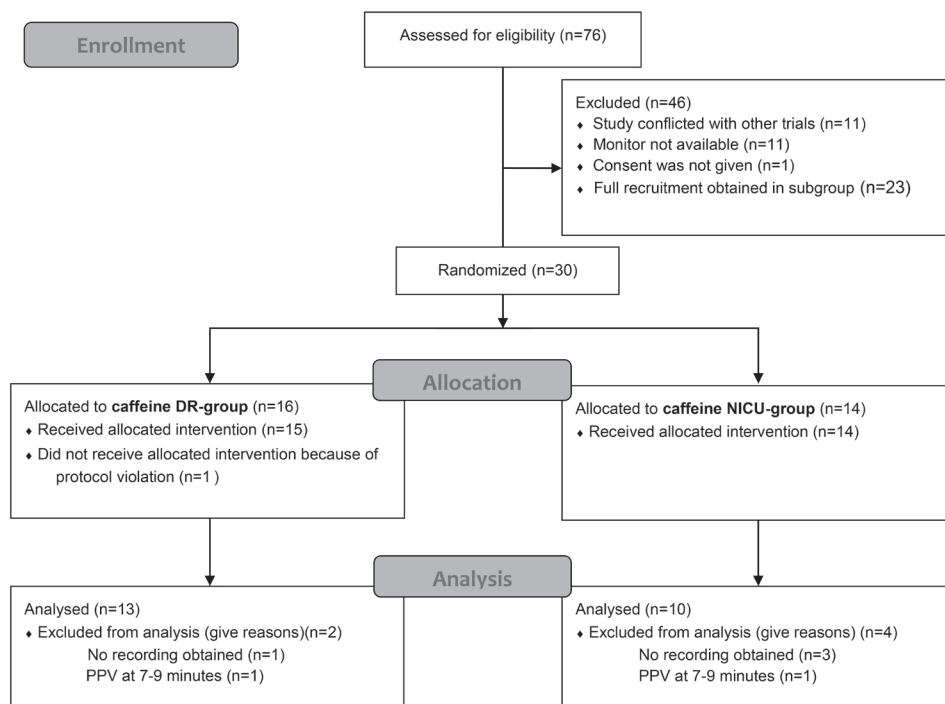 Enrollment
Assessed for eligibility (n=76)
Excluded (n=46)
♦ Study conflicted with other trials (n=11)
♦ Monitor not available (n=11)
♦ Consent was not given (n=1)
♦ Full recruitment obtained in subgroup (n=23)
Randomized (n=30)
Allocation
Allocated to caffeine DR-group (n=16)
♦ Received allocated intervention (n=15)
♦ Did not receive allocated intervention because of
protocol violation (n=1 )
Allocated to caffeine NICU-group (n=14)
♦ Received allocated intervention (n=14)
Analysis
Analysed (n=13)
♦ Excluded from analysis (give reasons)(n=2)
No recording obtained (n=1)
PPV at 7-9 minutes (n=1)
Analysed (n=10)
♦ Excluded from analysis (give reasons) (n=4)
No recording obtained (n=3)
PPV at 7-9 minutes (n=1)